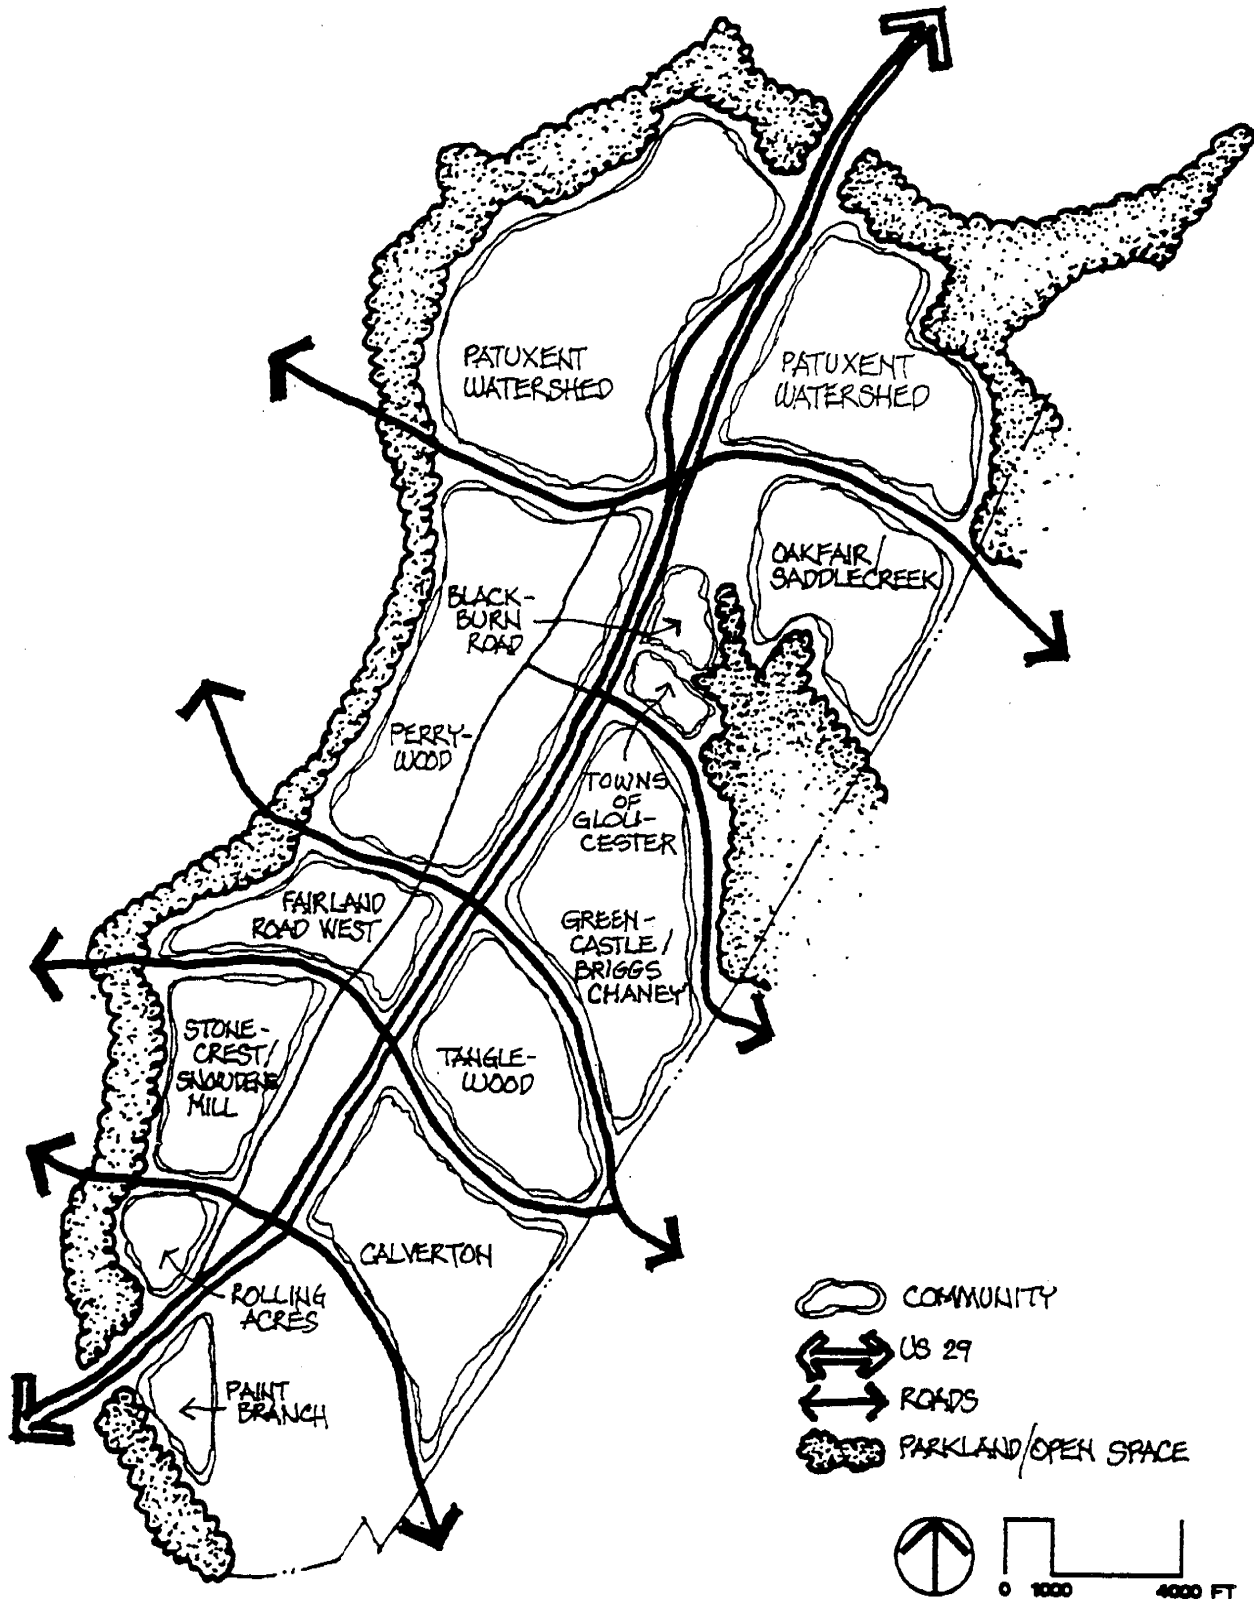 PATUXENT
WATERSHED
PATUXENT
WATERSHED
OAKFAIR/
SADDLECREEK
BLACK-
BURN
ROAD
PERRY-
WOOD
TOWNS
OF
GLOU-
CESTER
FAIRLAND
ROAD WEST
GREEN-
CASTLE/
BRIGGS
CHANEY
STONE-
CREST/
SNOWDENS
MILL
TANGLE-
WOOD
CALVERTON
ROLLING
ACRES
PAINT
BRANCH
COMMUNITY
US 29
ROADS
PARKLAND/OPEN SPACE
0 1000 4000 FT